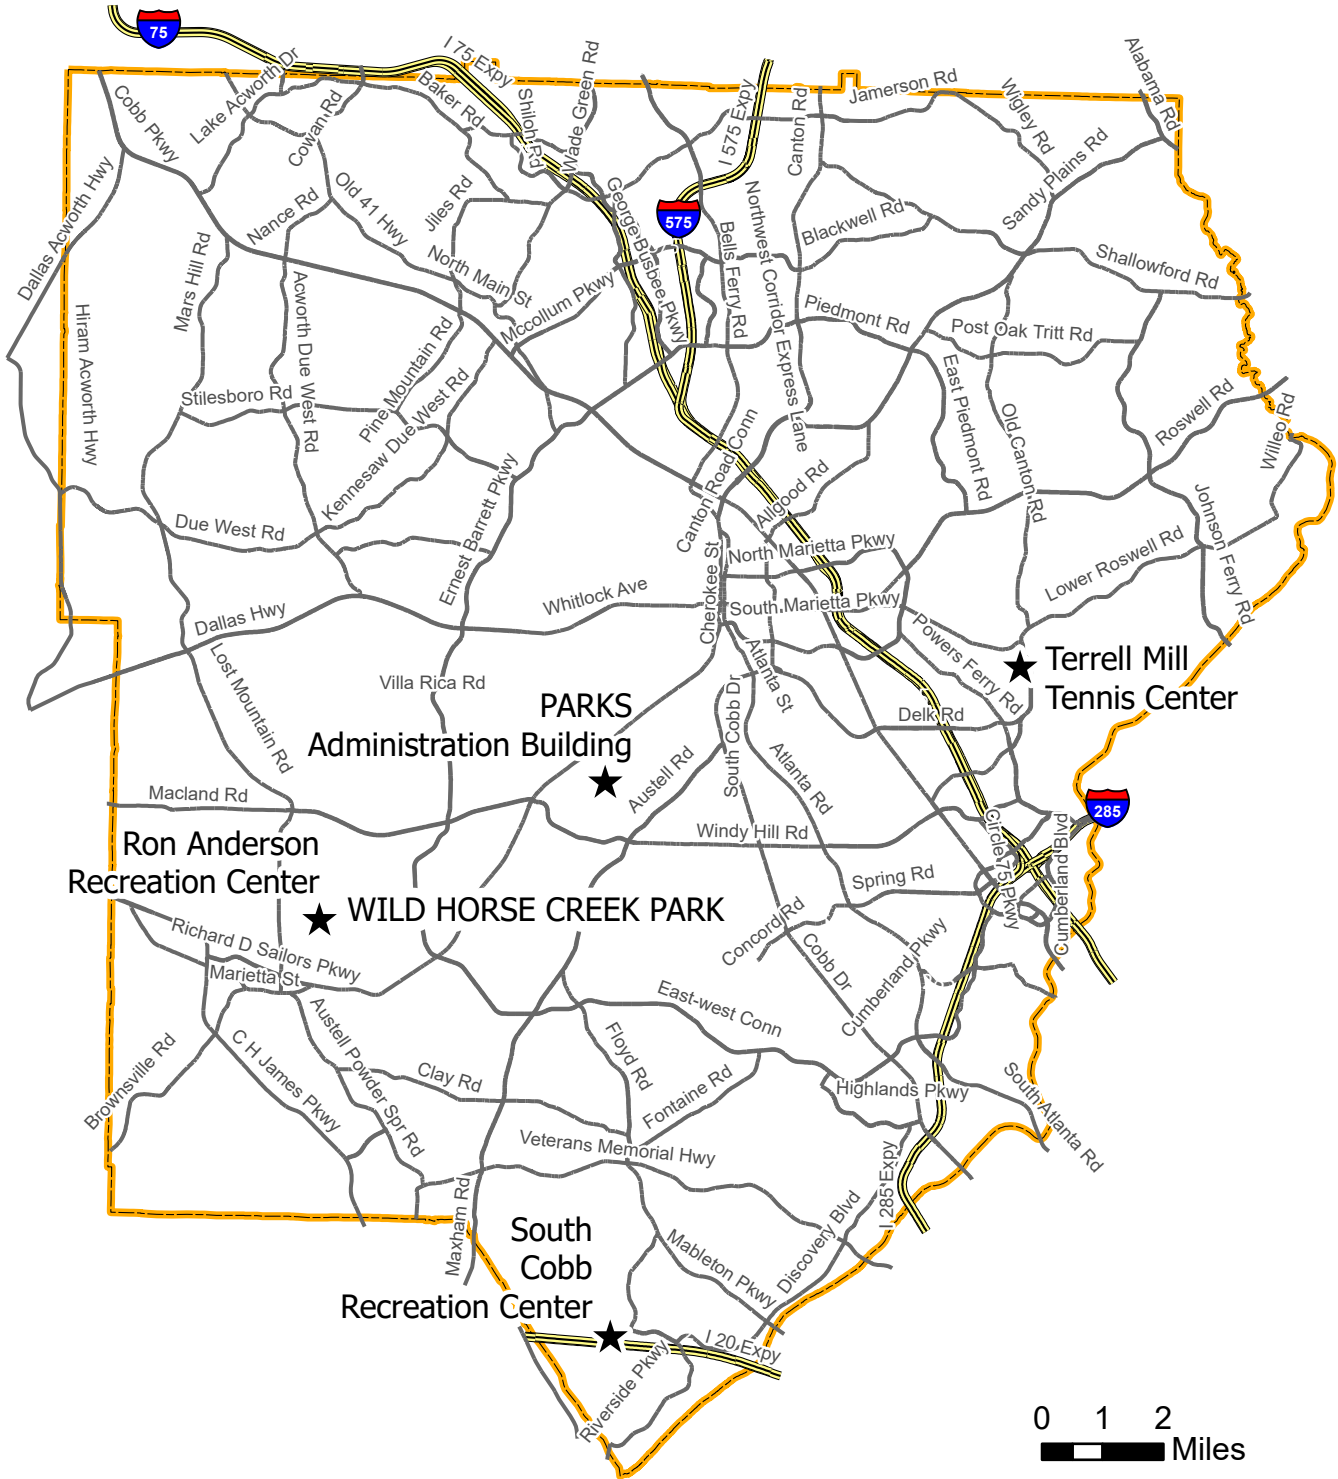 75
I 75 Expy
Lake Acworth Dr
Cobb Pkwy
Cowan Rd
Baker Rd
Shiloh Rd
Wade Green Rd
I 575 Expy
Canton Rd
Jamerson Rd
Wigley Rd
Alabama Rd
Sandy Plains Rd
Dallas Acworth Hwy
Nance Rd
Old 41 Hwy
Jiles Rd
George Busbee Pkwy
575
Northwest Corridor Express Lane
Blackwell Rd
Bells Ferry Rd
Shallowford Rd
Mars Hill Rd
North Main St
Mccollum Pkwy
Hiram Acworth Hwy
Acworth Due West Rd
Pine Mountain Rd
Piedmont Rd
Post Oak Tritt Rd
East Piedmont Rd
Stilesboro Rd
Kennesaw Due West Rd
Old Canton Rd
Roswell Rd
Willeo Rd
Canton Road Conn
Allgood Rd
Ernest Barrett Pkwy
Due West Rd
Johnson Ferry Rd
North Marietta Pkwy
Lower Roswell Rd
Cherokee St
Whitlock Ave
South Marietta Pkwy
Dallas Hwy
Powers Ferry Rd
Atlanta St
Terrell Mill
Tennis Center
Lost Mountain Rd
Villa Rica Rd
PARKS
Administration Building
South Cobb Dr
Delk Rd
Austell Rd
Atlanta Rd
Macland Rd
285
Windy Hill Rd
Circle 75 Pkwy
Cumberland Blvd
Ron Anderson
Recreation Center
WILD HORSE CREEK PARK
Spring Rd
Concord Rd
Richard D Sailors Pkwy
Marietta St
Cobb Dr
Cumberland Pkwy
East-west Conn
Austell Powder Spr Rd
C H James Pkwy
Brownsville Rd
Floyd Rd
Clay Rd
Fontaine Rd
Highlands Pkwy
South Atlanta Rd
Veterans Memorial Hwy
I 285 Expy
Maxham Rd
Discovery Blvd
South
Cobb
Recreation Center
Mableton Pkwy
I 20 Expy
Riverside Pkwy
0 1 2
Miles